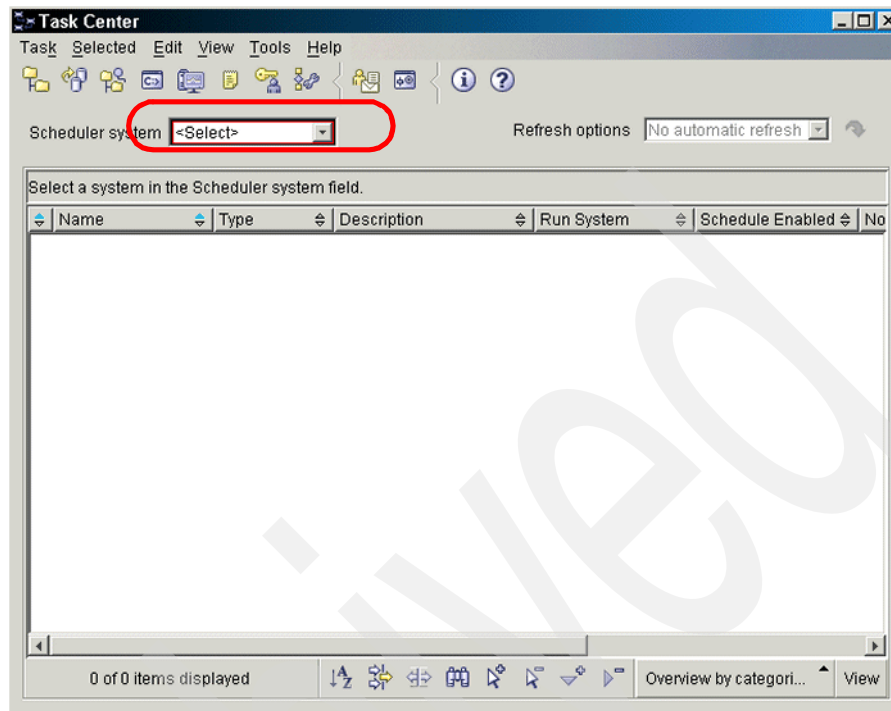 Task Center
Task Selected Edit View Tools Help
Scheduler system <Select> Refresh options No automatic refresh
Select a system in the Scheduler system field.
Name Type Description Run System Schedule Enabled No
0 of 0 items displayed Overview by categori... View